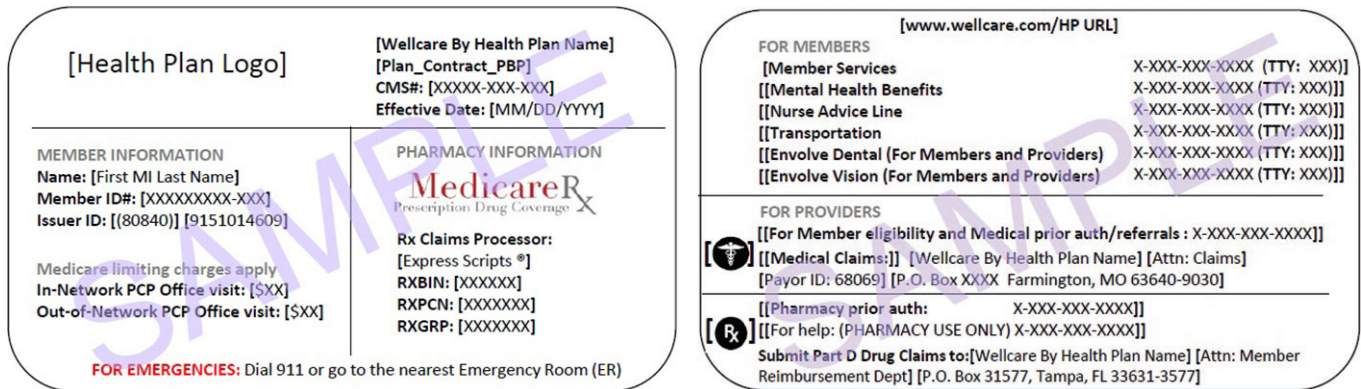 [Health Plan Logo]
[Wellcare By Health Plan Name]
[Plan_Contract_PBP]
CMS#: [XXXXX-XXX-XXX]
Effective Date: [MM/DD/YYYY]
MEMBER INFORMATION
Name: [First MI Last Name]
Member ID#: [XXXXXXXXX-XXX]
Issuer ID: [(80840)] [9151014609]
Medicare limiting charges apply
In-Network PCP Office visit: [$XX]
Out-of-Network PCP Office visit: [$XX]
PHARMACY INFORMATION
MedicareRx
Prescription Drug Coverage
Rx Claims Processor:
[Express Scripts ®]
RXBIN: [XXXXXX]
RXPCN: [XXXXXXX]
RXGRP: [XXXXXXX]
FOR EMERGENCIES: Dial 911 or go to the nearest Emergency Room (ER)
SAMPLE
[www.wellcare.com/HP URL]
FOR MEMBERS
[Member Services X-XXX-XXX-XXXX (TTY: XXX)]
[[Mental Health Benefits X-XXX-XXX-XXXX (TTY: XXX)]]
[[Nurse Advice Line X-XXX-XXX-XXXX (TTY: XXX)]]
[[Transportation X-XXX-XXX-XXXX (TTY: XXX)]]
[[Envolve Dental (For Members and Providers) X-XXX-XXX-XXXX (TTY: XXX)]]
[[Envolve Vision (For Members and Providers) X-XXX-XXX-XXXX (TTY: XXX)]]
FOR PROVIDERS
[[For Member eligibility and Medical prior auth/referrals : X-XXX-XXX-XXXX]]
[[Medical Claims:]] [Wellcare By Health Plan Name] [Attn: Claims]
[Payor ID: 68069] [P.O. Box XXXX Farmington, MO 63640-9030]
[[Pharmacy prior auth: X-XXX-XXX-XXXX]]
[Rx] [[For help: (PHARMACY USE ONLY) X-XXX-XXX-XXXX]]
Submit Part D Drug Claims to:[Wellcare By Health Plan Name] [Attn: Member
Reimbursement Dept] [P.O. Box 31577, Tampa, FL 33631-3577]
SAMPLE